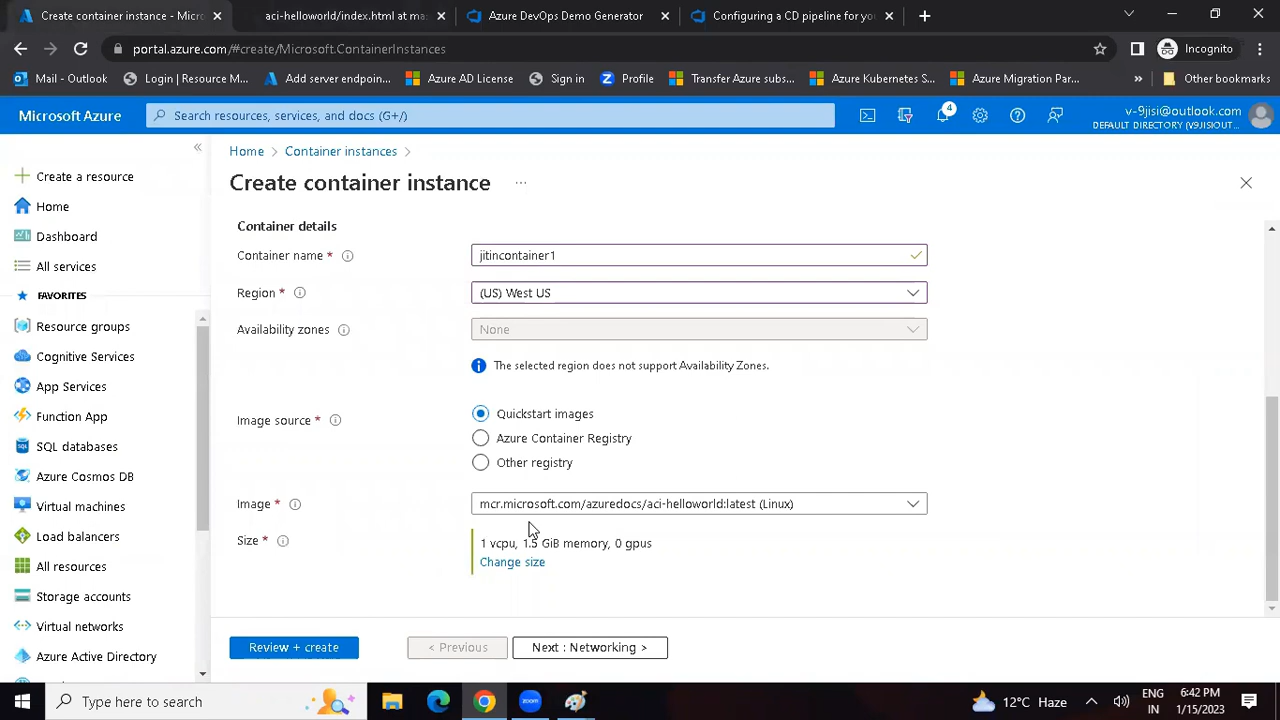 Create container instance - Micro
aci-helloworld/index.html at mas
Azure DevOps Demo Generator
Configuring a CD pipeline for you
portal.azure.com/#create/Microsoft.ContainerInstances
Incognito
Mail - Outlook
Login | Resource M...
Add server endpoin...
Azure AD License
Sign in
Profile
Transfer Azure subs...
Azure Kubernetes S...
Azure Migration Par...
Other bookmarks
Microsoft Azure
Search resources, services, and docs (G+/)
4
v-9jisi@outlook.com
DEFAULT DIRECTORY (V9JISIOUT...
Create a resource
Home
Dashboard
All services
FAVORITES
Resource groups
Cognitive Services
App Services
Function App
SQL databases
Azure Cosmos DB
Virtual machines
Load balancers
All resources
Storage accounts
Virtual networks
Azure Active Directory
Home > Container instances >
Create container instance ...
Container details
Container name * jitincontainer1
Region * (US) West US
Availability zones None
The selected region does not support Availability Zones.
Image source * Quickstart images
Azure Container Registry
Other registry
Image * mcr.microsoft.com/azuredocs/aci-helloworld:latest (Linux)
Size * 1 vcpu, 1.5 GiB memory, 0 gpus
Change size
Review + create
< Previous
Next : Networking >
Type here to search
12°C Haze
ENG
IN
6:42 PM
1/15/2023